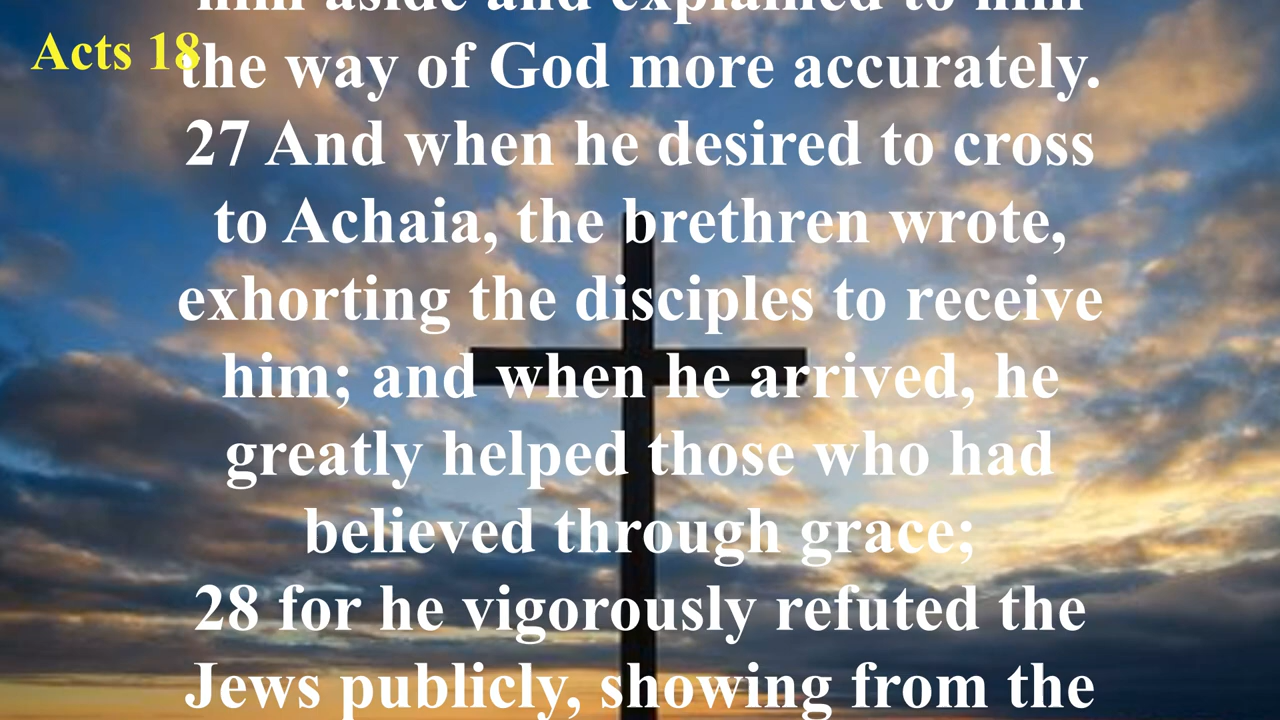 him aside and explained to him
Acts 18
the way of God more accurately.
27 And when he desired to cross
to Achaia, the brethren wrote,
exhorting the disciples to receive
him; and when he arrived, he
greatly helped those who had
believed through grace;
28 for he vigorously refuted the
Jews publicly, showing from the